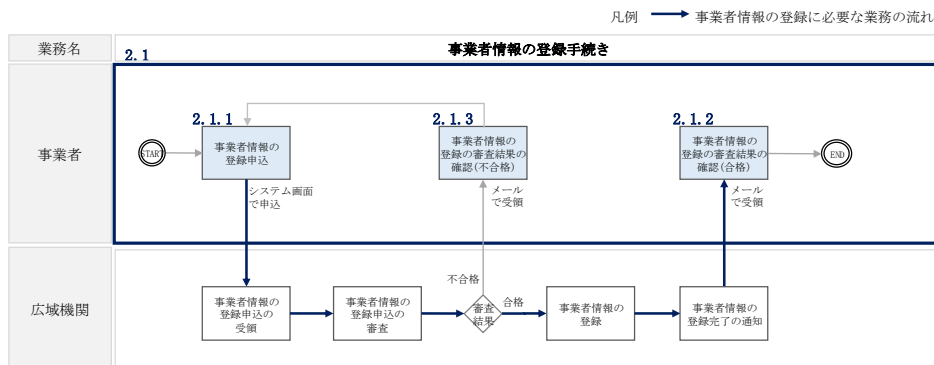 凡例 事業者情報の登録に必要な業務の流れ
業務名
2.1
事業者情報の登録手続き
事業者
START
2.1.1
事業者情報の
登録申込
システム画面
で申込
2.1.3
事業者情報の
登録の審査結果の
確認(不合格)
メール
で受領
2.1.2
事業者情報の
登録の審査結果の
確認(合格)
メール
で受領
END
広域機関
事業者情報の
登録申込の
受領
事業者情報の
登録申込の
審査
不合格
審査
結果
合格
事業者情報の
登録
事業者情報の
登録完了の通知